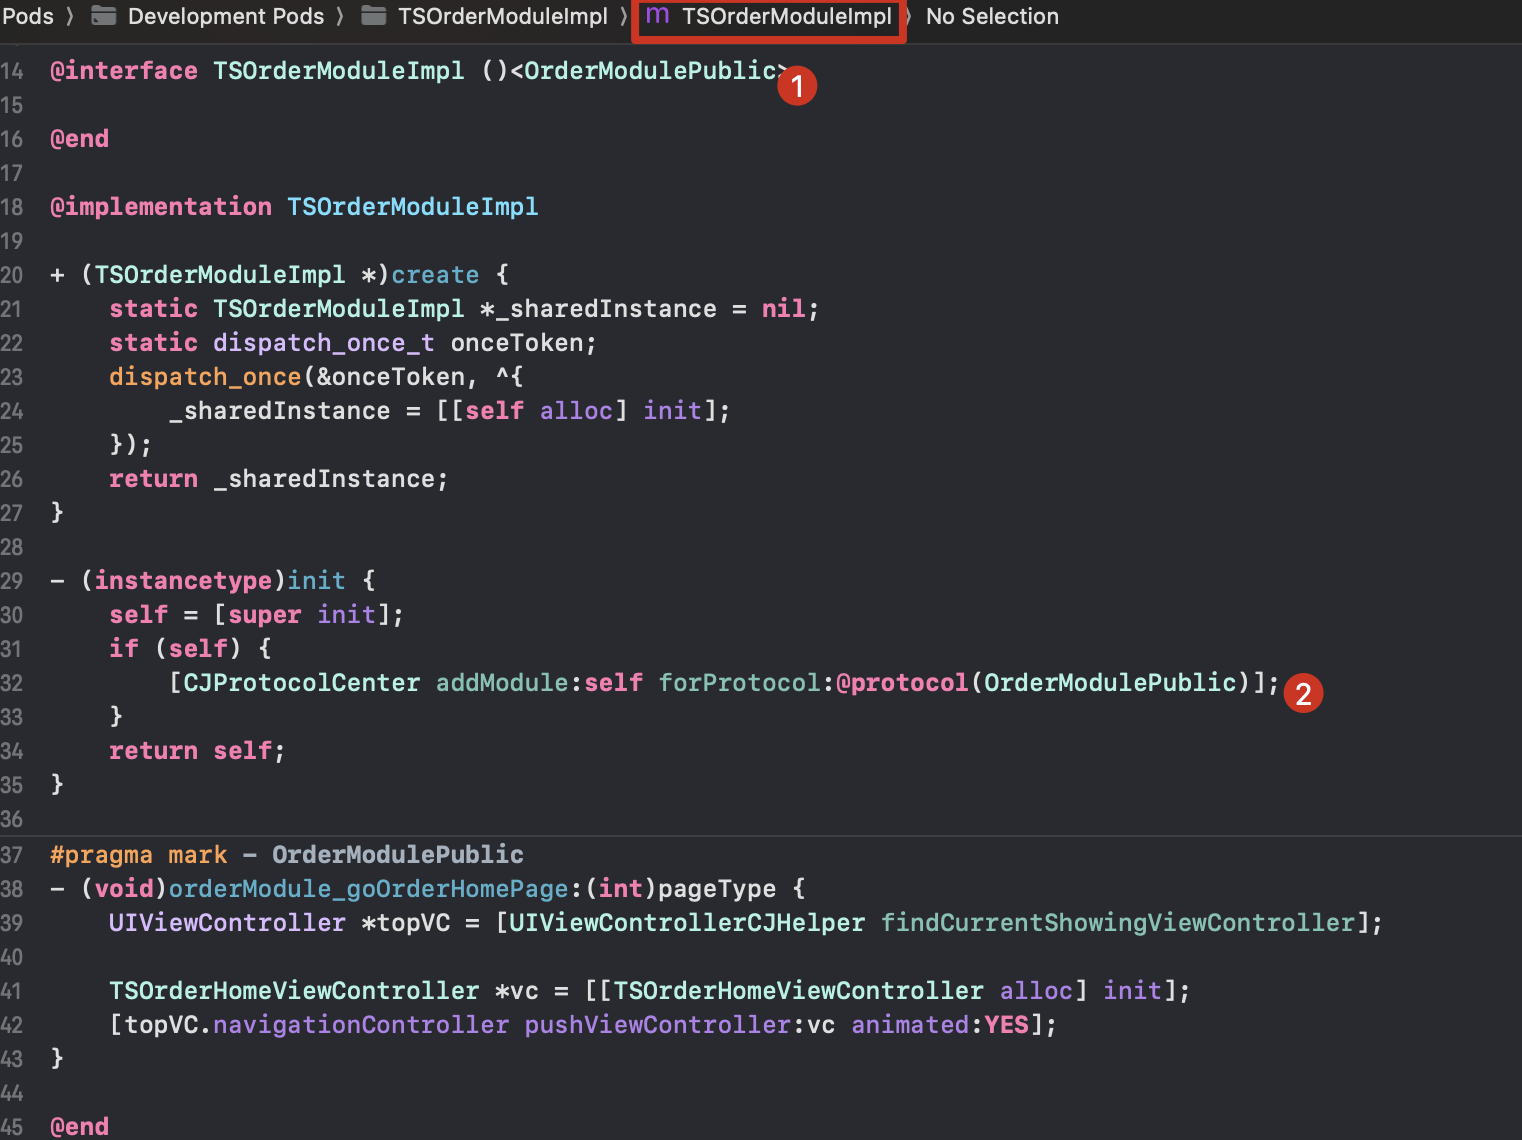 Pods 〉 Development Pods 〉 TSOrderModuleImpl 〉 m TSOrderModuleImpl 〉 No Selection
14 @interface TSOrderModuleImpl ()<OrderModulePublic>
1
15
16 @end
17
18 @implementation TSOrderModuleImpl
19
20 + (TSOrderModuleImpl *)create {
21     static TSOrderModuleImpl *_sharedInstance = nil;
22     static dispatch_once_t onceToken;
23     dispatch_once(&onceToken, ^{
24         _sharedInstance = [[self alloc] init];
25     });
26     return _sharedInstance;
27 }
28
29 - (instancetype)init {
30     self = [super init];
31     if (self) {
32         [CJProtocolCenter addModule:self forProtocol:@protocol(OrderModulePublic)];
2
33     }
34     return self;
35 }
36
37 #pragma mark - OrderModulePublic
38 - (void)orderModule_goOrderHomePage:(int)pageType {
39     UIViewController *topVC = [UIViewControllerCJHelper findCurrentShowingViewController];
40
41     TSOrderHomeViewController *vc = [[TSOrderHomeViewController alloc] init];
42     [topVC.navigationController pushViewController:vc animated:YES];
43 }
44
45 @end